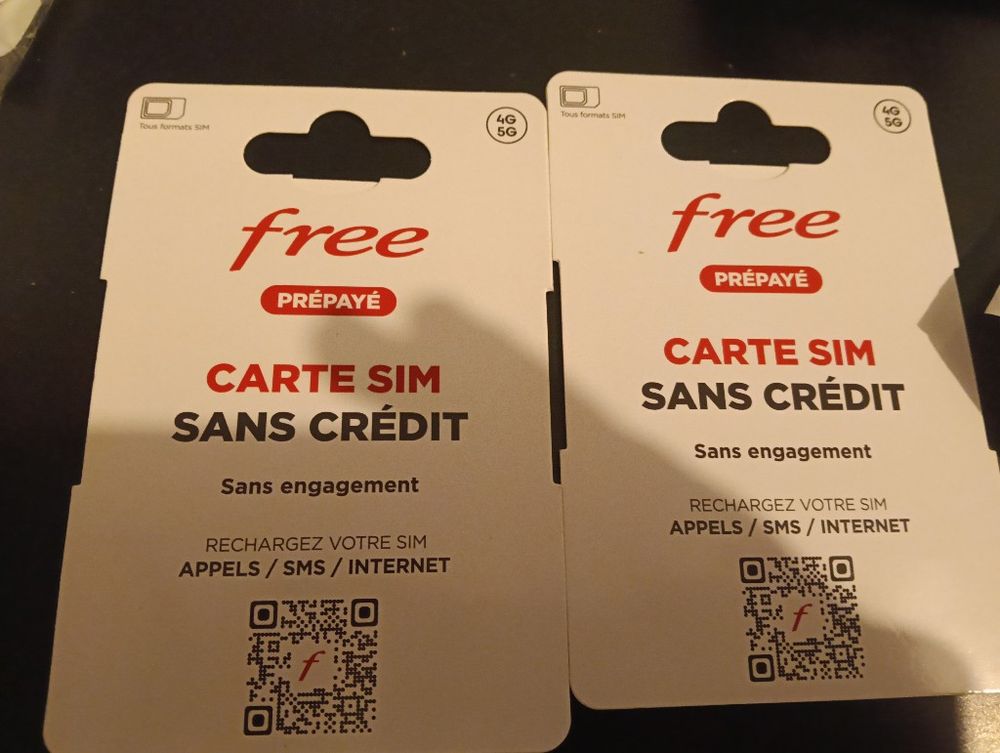 Tous formats SIM
4G
5G
free
PRÉPAYÉ
CARTE SIM
SANS CRÉDIT
Sans engagement
RECHARGEZ VOTRE SIM
APPELS / SMS / INTERNET
f
Tous formats SIM
4G
5G
free
PRÉPAYÉ
CARTE SIM
SANS CRÉDIT
Sans engagement
RECHARGEZ VOTRE SIM
APPELS / SMS / INTERNET
f